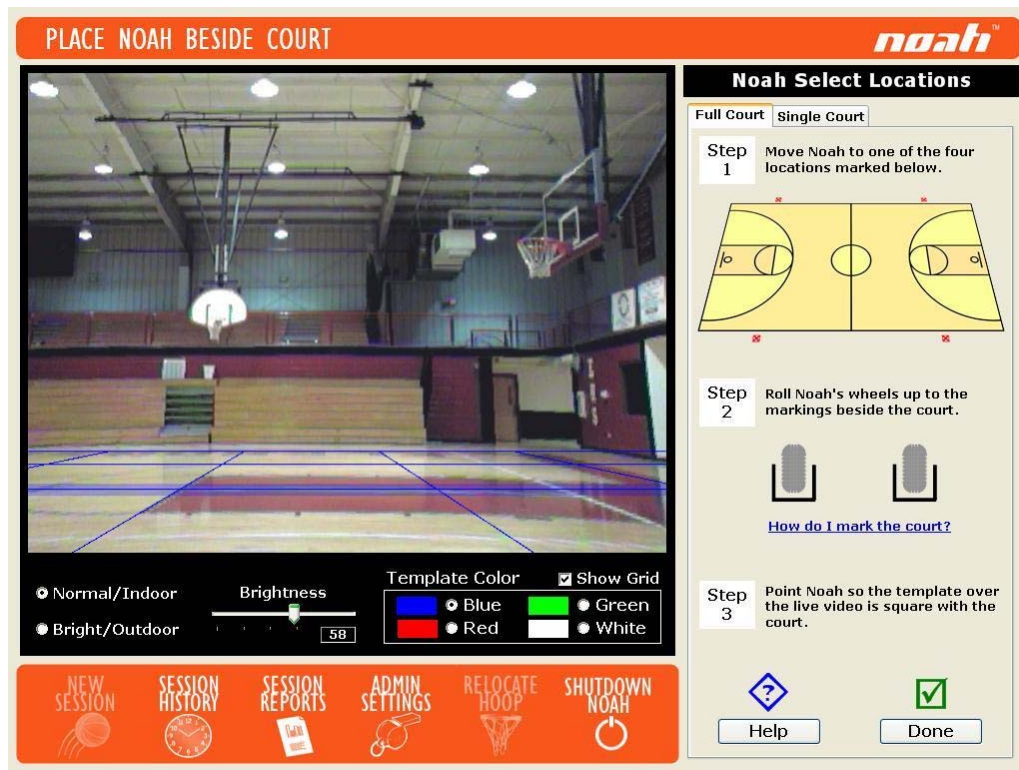 PLACE NOAH BESIDE COURT
noah™
Noah Select Locations
Full Court
Single Court
Step 1
Move Noah to one of the four
locations marked below.
Step 2
Roll Noah's wheels up to the
markings beside the court.
How do I mark the court?
Step 3
Point Noah so the template over
the live video is square with the
court.
Help
Done
Normal/Indoor
Bright/Outdoor
Brightness
58
Template Color
Show Grid
Blue
Green
Red
White
NEW
SESSION
SESSION
HISTORY
SESSION
REPORTS
ADMIN
SETTINGS
RELOCATE
HOOP
SHUTDOWN
NOAH